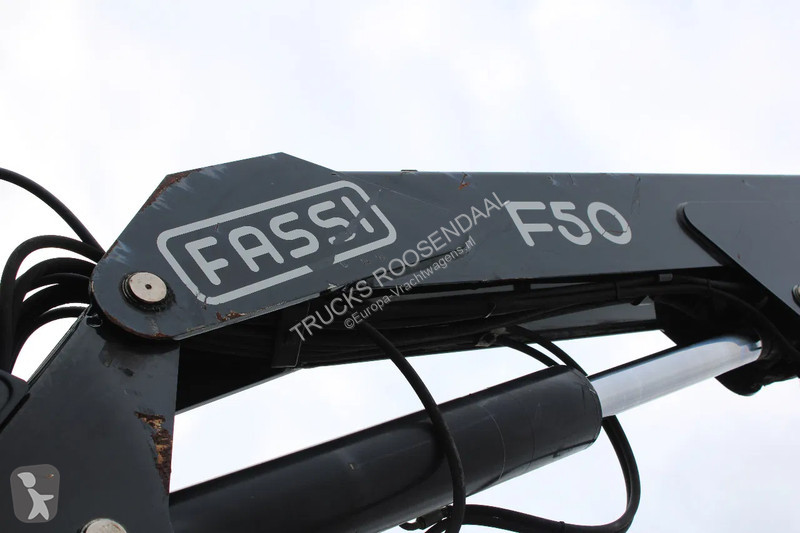 FASSI
F50
TRUCKS ROOSENDAAL
©Europa-Vrachtwagens.nl